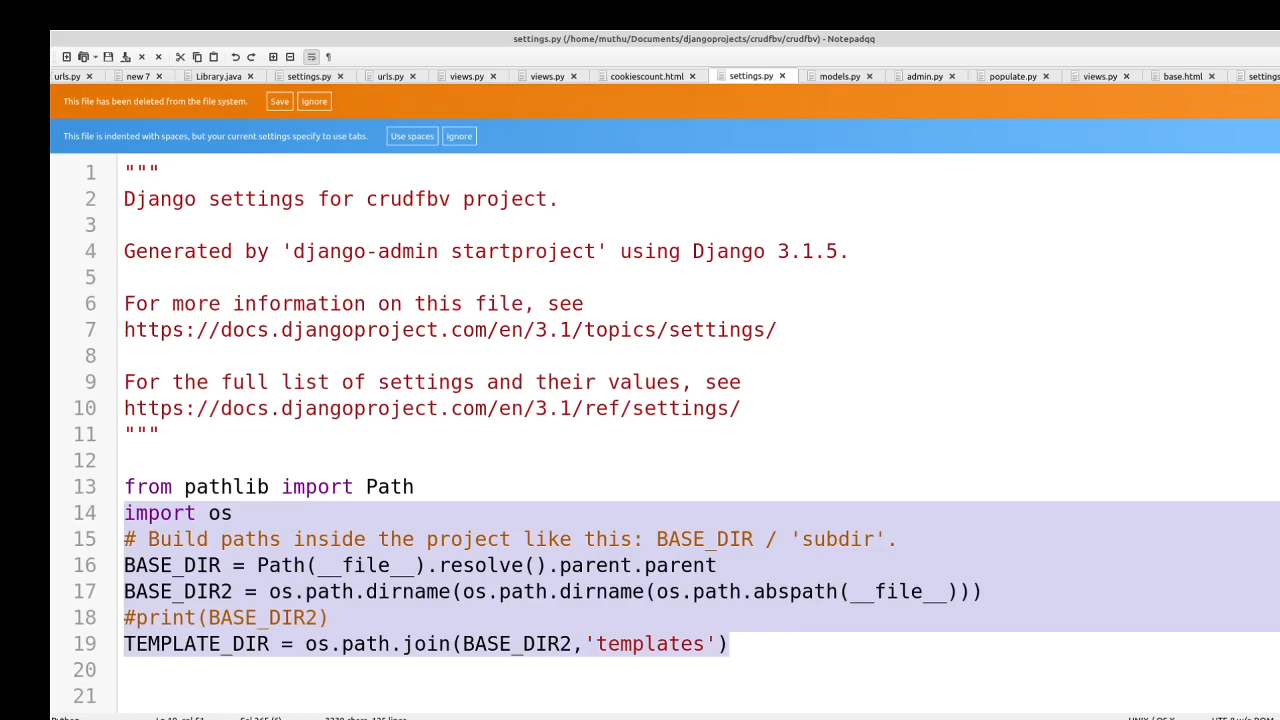 settings.py (/home/muthu/Documents/djangoprojects/crudfbv/crudfbv) - Notepadqq
urls.py new 7 Library.java settings.py urls.py views.py views.py cookiescount.html settings.py models.py admin.py populate.py views.py base.html settings
This file has been deleted from the file system. Save Ignore
This file is indented with spaces, but your current settings specify to use tabs. Use spaces Ignore
1 """
2 Django settings for crudfbv project.
3
4 Generated by 'django-admin startproject' using Django 3.1.5.
5
6 For more information on this file, see
7 https://docs.djangoproject.com/en/3.1/topics/settings/
8
9 For the full list of settings and their values, see
10 https://docs.djangoproject.com/en/3.1/ref/settings/
11 """
12
13 from pathlib import Path
14 import os
15 # Build paths inside the project like this: BASE_DIR / 'subdir'.
16 BASE_DIR = Path(__file__).resolve().parent.parent
17 BASE_DIR2 = os.path.dirname(os.path.dirname(os.path.abspath(__file__)))
18 #print(BASE_DIR2)
19 TEMPLATE_DIR = os.path.join(BASE_DIR2,'templates')
20
21